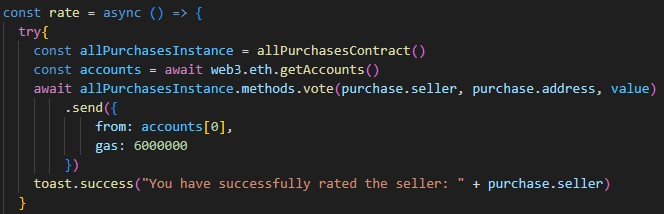 const rate = async () => {
  try{
    const allPurchasesInstance = allPurchasesContract()
    const accounts = await web3.eth.getAccounts()
    await allPurchasesInstance.methods.vote(purchase.seller, purchase.address, value)
        .send({
            from: accounts[0],
            gas: 6000000
        })
    toast.success("You have successfully rated the seller: " + purchase.seller)
  }